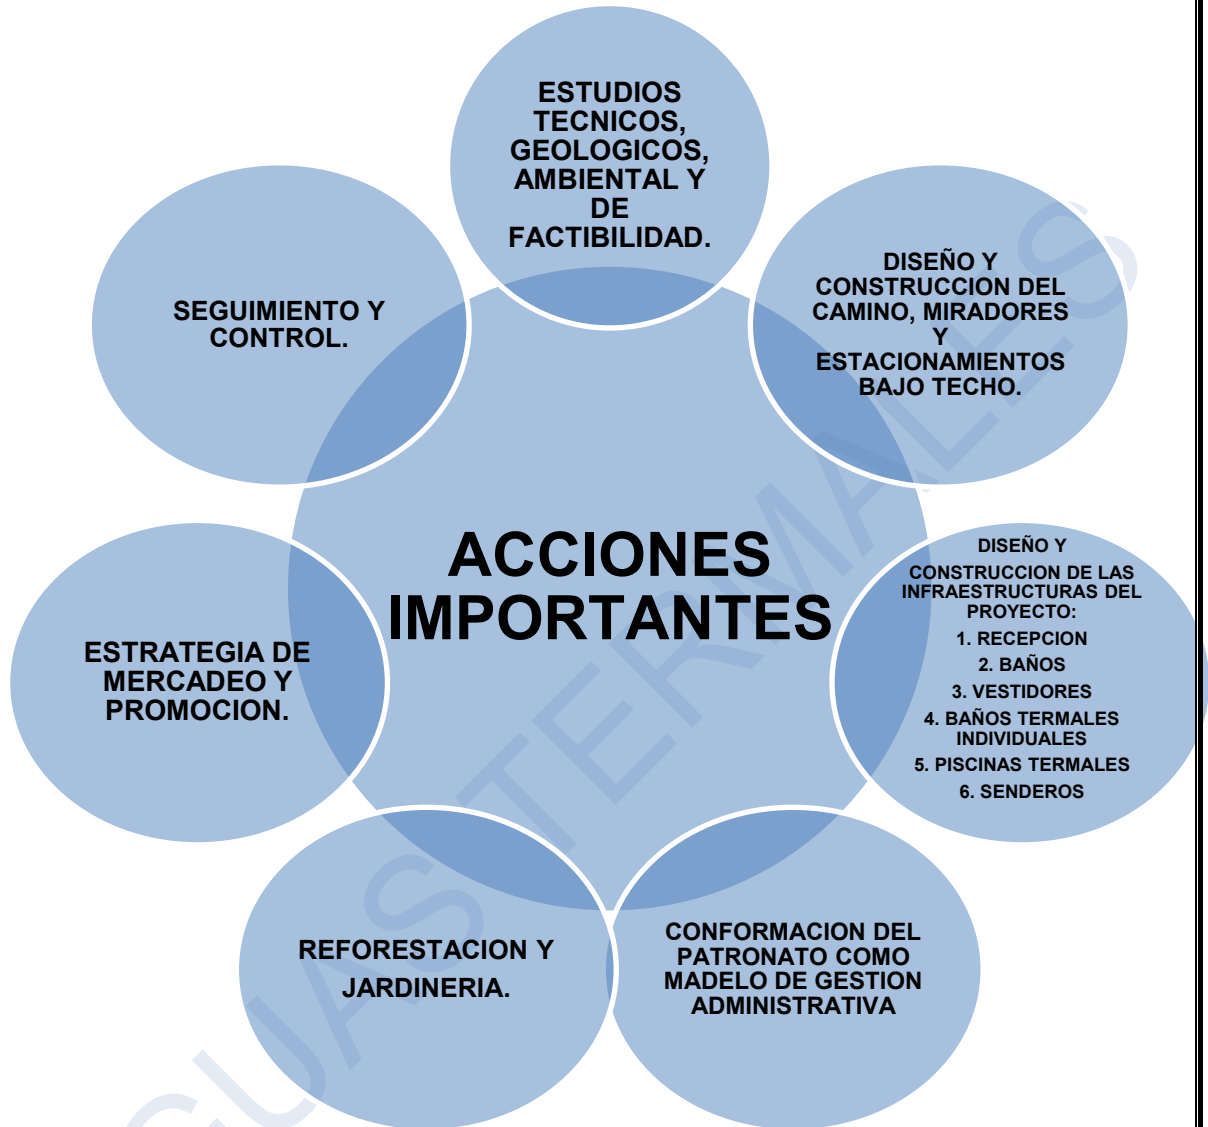 ESTUDIOS
TECNICOS,
GEOLOGICOS,
AMBIENTAL Y
DE
FACTIBILIDAD.
DISEÑO Y
CONSTRUCCION DEL
CAMINO, MIRADORES
Y
ESTACIONAMIENTOS
BAJO TECHO.
DISEÑO Y
CONSTRUCCION DE LAS
INFRAESTRUCTURAS DEL
PROYECTO:
1. RECEPCION
2. BAÑOS
3. VESTIDORES
4. BAÑOS TERMALES
INDIVIDUALES
5. PISCINAS TERMALES
6. SENDEROS
CONFORMACION DEL
PATRONATO COMO
MADELO DE GESTION
ADMINISTRATIVA
REFORESTACION Y
JARDINERIA.
ESTRATEGIA DE
MERCADEO Y
PROMOCION.
SEGUIMIENTO Y
CONTROL.
ACCIONES
IMPORTANTES
GUAS TERMALES